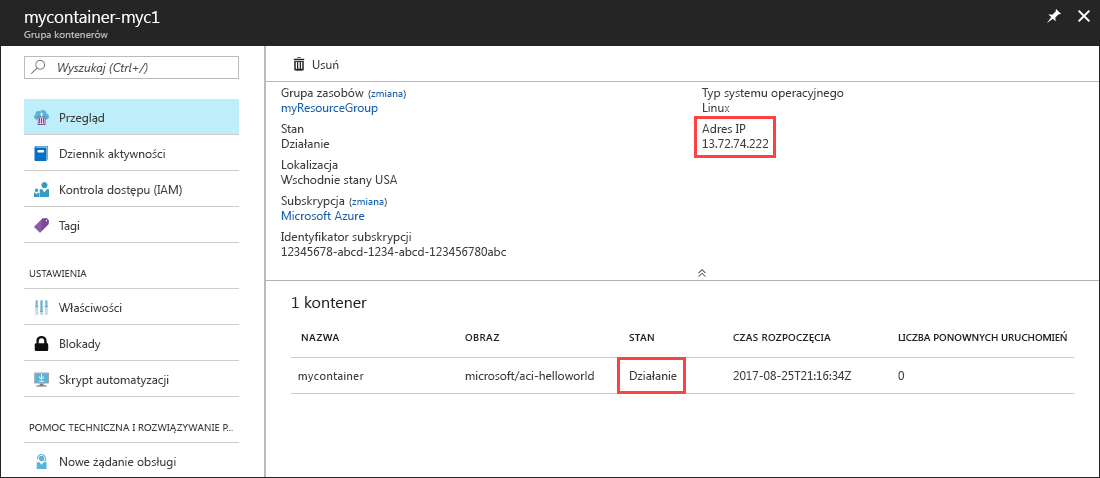 mycontainer-myc1
Grupa kontenerów
Wyszukaj (Ctrl+/)
Przegląd
Dziennik aktywności
Kontrola dostępu (IAM)
Tagi
USTAWIENIA
Właściwości
Blokady
Skrypt automatyzacji
POMOC TECHNICZNA I ROZWIĄZYWANIE P...
Nowe żądanie obsługi
Usuń
Grupa zasobów (zmiana)
myResourceGroup
Stan
Działanie
Lokalizacja
Wschodnie stany USA
Subskrypcja (zmiana)
Microsoft Azure
Identyfikator subskrypcji
12345678-abcd-1234-abcd-123456780abc
Typ systemu operacyjnego
Linux
Adres IP
13.72.74.222
1 kontener
NAZWA OBRAZ STAN CZAS ROZPOCZĘCIA LICZBA PONOWNYCH URUCHOMIEŃ
mycontainer microsoft/aci-helloworld Działanie 2017-08-25T21:16:34Z 0